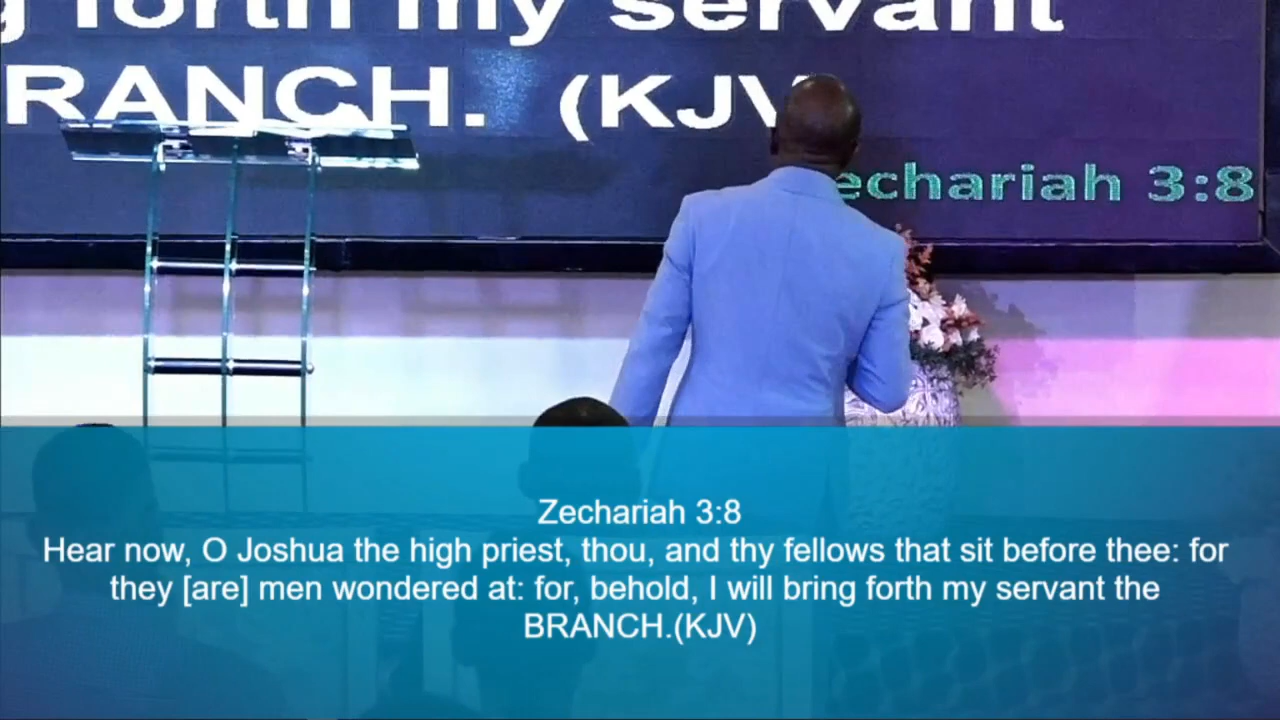 g forth my servant
RANCH. (KJV
echariah 3:8
Zechariah 3:8
Hear now, O Joshua the high priest, thou, and thy fellows that sit before thee: for
they [are] men wondered at: for, behold, I will bring forth my servant the
BRANCH.(KJV)